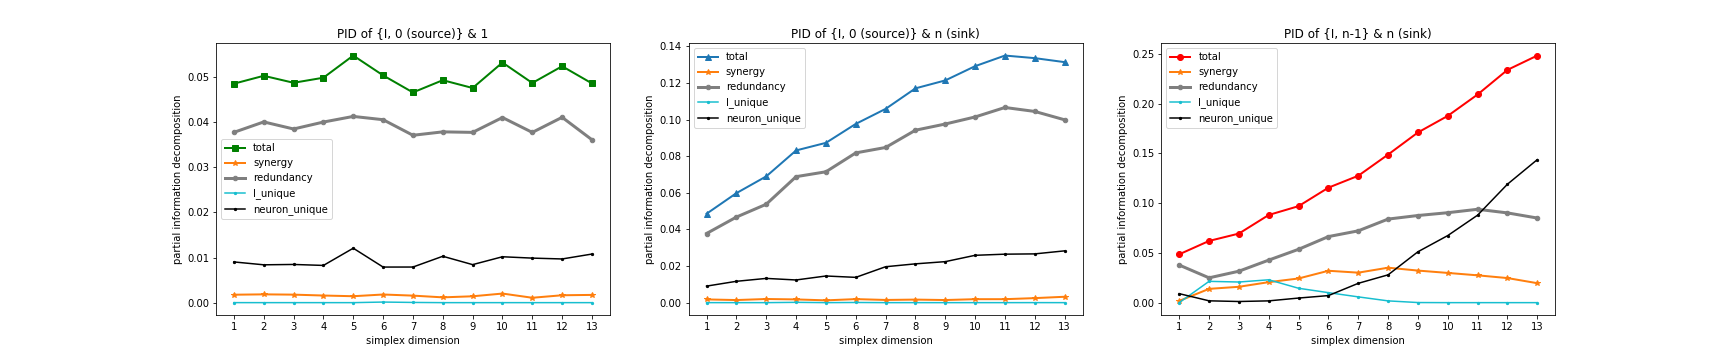 PID of {I, 0 (source)} & 1
partial information decomposition
0.05
0.04
0.03
0.02
0.01
0.00
total
synergy
redundancy
I_unique
neuron_unique
1 2 3 4 5 6 7 8 9 10 11 12 13
simplex dimension
PID of {I, 0 (source)} & n (sink)
partial information decomposition
0.14
0.12
0.10
0.08
0.06
0.04
0.02
0.00
total
synergy
redundancy
I_unique
neuron_unique
1 2 3 4 5 6 7 8 9 10 11 12 13
simplex dimension
PID of {I, n-1} & n (sink)
partial information decomposition
0.25
0.20
0.15
0.10
0.05
0.00
total
synergy
redundancy
I_unique
neuron_unique
1 2 3 4 5 6 7 8 9 10 11 12 13
simplex dimension